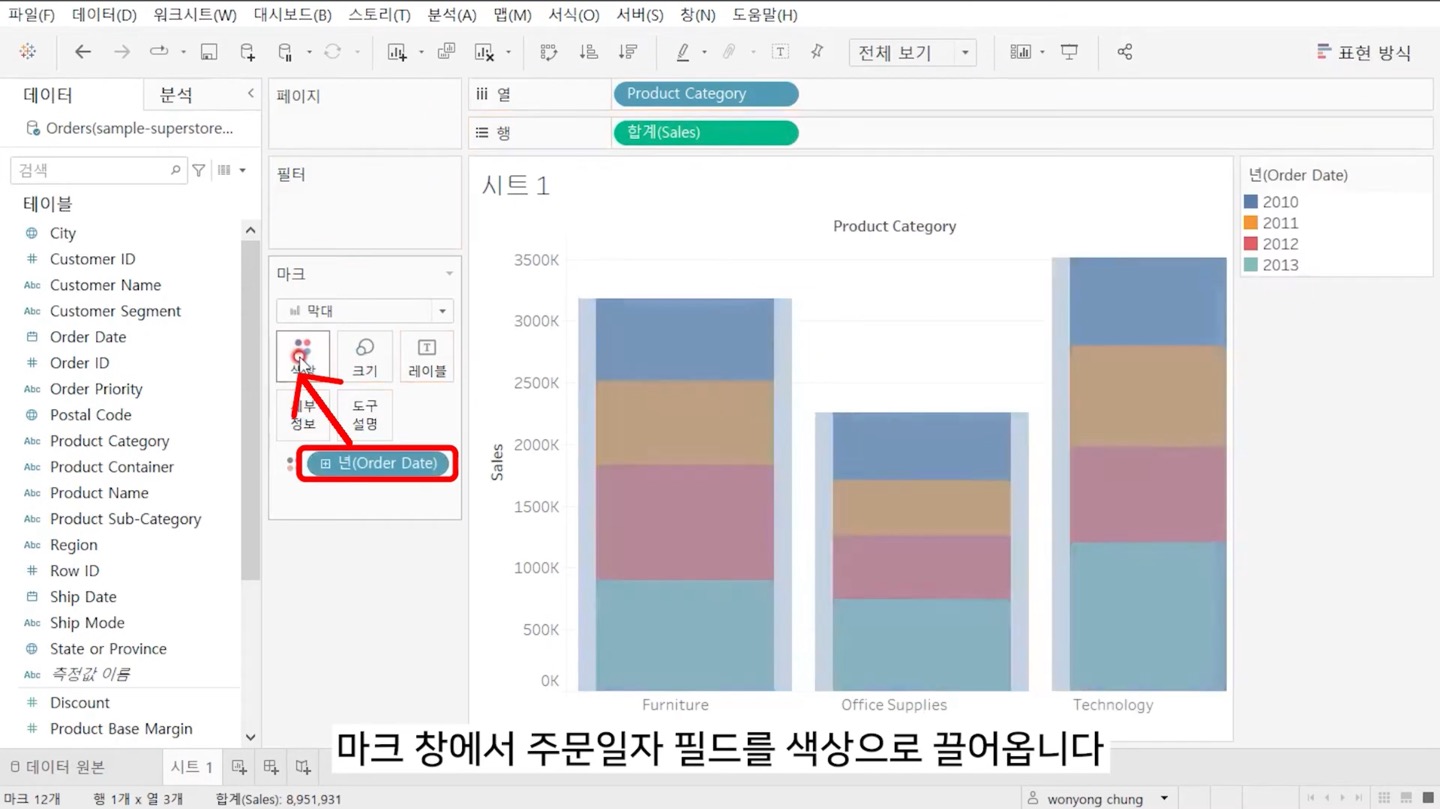 파일(F) 데이터(D) 워크시트(W) 대시보드(B) 스토리(T) 분석(A) 맵(M) 서식(O) 서버(S) 창(N) 도움말(H)
전체 보기
표현 방식
데이터 분석
Orders(sample-superstore...
검색
테이블
City
Customer ID
Abc Customer Name
Abc Customer Segment
Order Date
Order ID
Abc Order Priority
Postal Code
Abc Product Category
Abc Product Container
Abc Product Name
Abc Product Sub-Category
Abc Region
Row ID
Ship Date
Abc Ship Mode
State or Province
Abc 측정값 이름
Discount
Product Base Margin
페이지
필터
마크
막대
크기
레이블
정보
도구
설명
년(Order Date)
열 Product Category
행 합계(Sales)
시트 1
Product Category
Sales
3500K
3000K
2500K
2000K
1500K
1000K
500K
0K
Furniture Office Supplies Technology
년(Order Date)
2010
2011
2012
2013
마크 창에서 주문일자 필드를 색상으로 끌어옵니다
데이터 원본 시트 1
마크 12개 행 1개 x 열 3개 합계(Sales): 8,951,931 wonyong chung